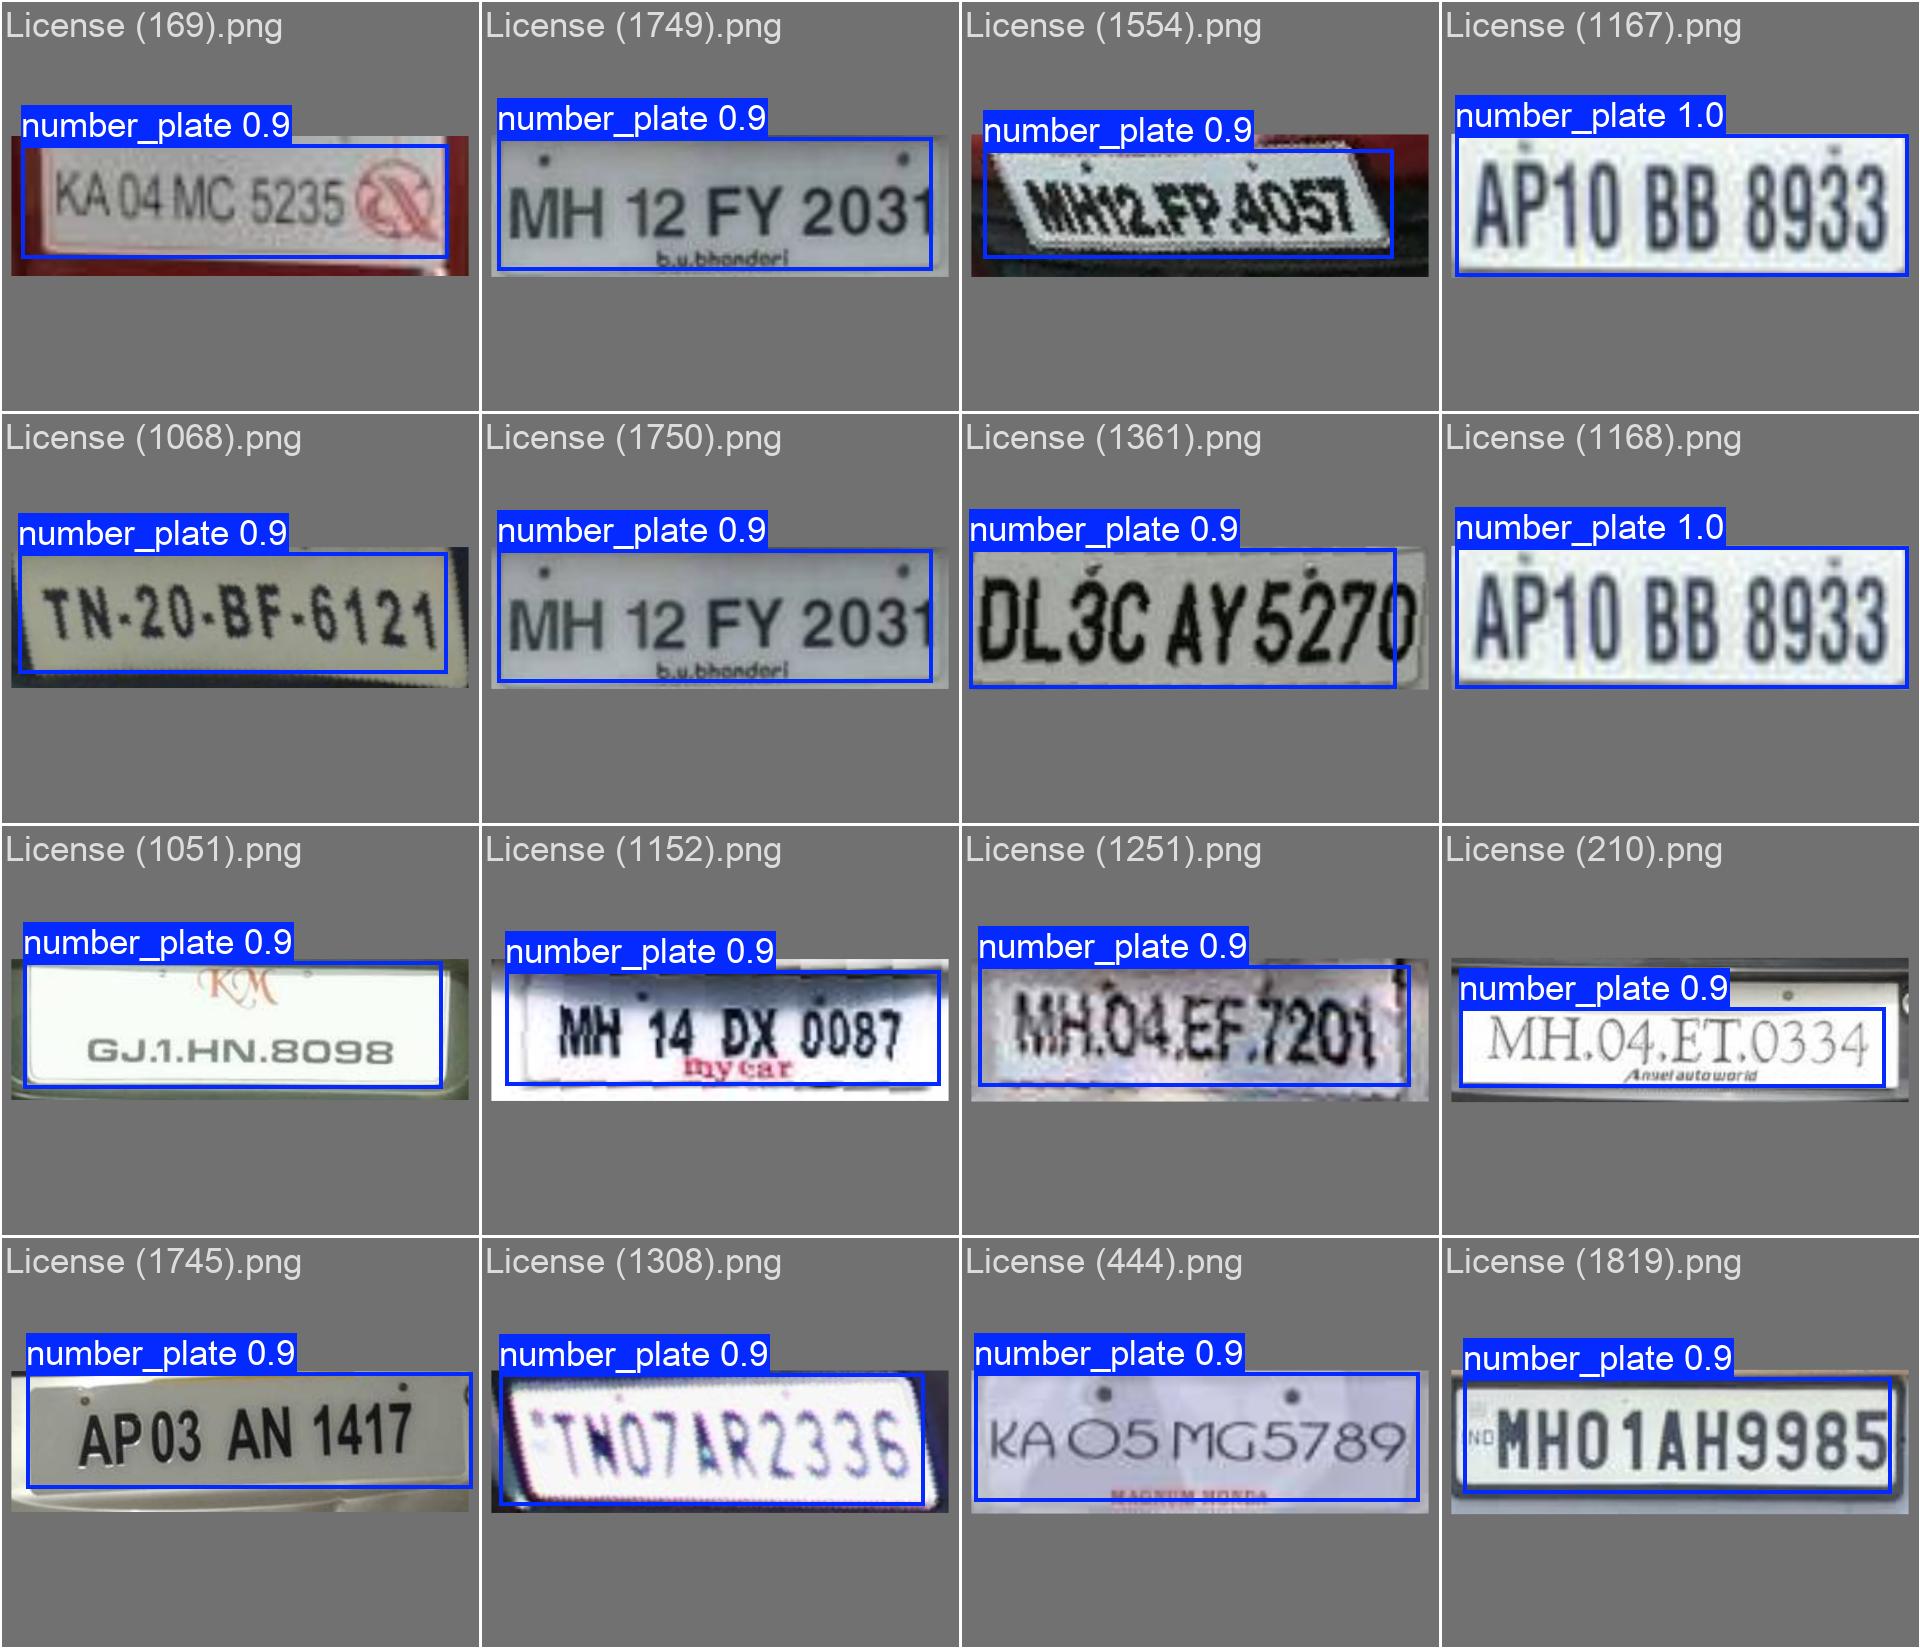 License (169).png
number_plate 0.9
KA 04 MC 5235
License (1749).png
number_plate 0.9
MH 12 FY 2031
b.u.bhandari
License (1554).png
number_plate 0.9
MH12.FP.4057
License (1167).png
number_plate 1.0
AP10 BB 8933
License (1068).png
number_plate 0.9
TN-20-BF-6121
License (1750).png
number_plate 0.9
MH 12 FY 2031
b.u.bhandari
License (1361).png
number_plate 0.9
DL3C AY5270
License (1168).png
number_plate 1.0
AP10 BB 8933
License (1051).png
number_plate 0.9
KM
GJ.1.HN.8098
License (1152).png
number_plate 0.9
MH 14 DX 0087
my car
License (1251).png
number_plate 0.9
MH.04.EF.7201
License (210).png
number_plate 0.9
MH.04.ET.0334
Ansel auto world
License (1745).png
number_plate 0.9
AP03 AN 1417
License (1308).png
number_plate 0.9
TN07AR2336
License (444).png
number_plate 0.9
KA 05 MG5789
MAGNUM HONDA
License (1819).png
number_plate 0.9
IND MH01AH9985